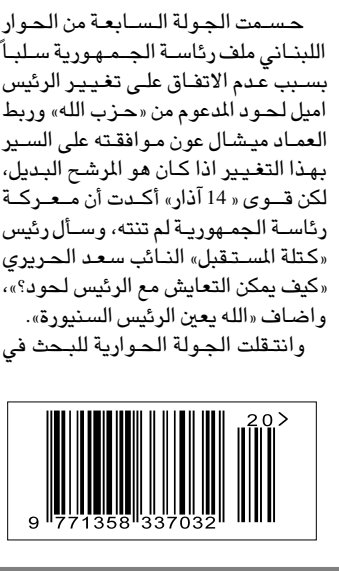 حسمت الجولة السابعة من الحوار
اللبناني ملف رئاسة الجمهورية سلباً
بسبب عدم الاتفاق على تغيير الرئيس
اميل لحود المدعوم من «حزب الله» وربط
العماد ميشال عون موافقته على السير
بهذا التغيير اذا كان هو المرشح البديل،
لكن قوى « 14 آذار» أكدت أن معركة
رئاسة الجمهورية لم تنته، وسأل رئيس
«كتلة المستقبل» النائب سعد الحريري
«كيف يمكن التعايش مع الرئيس لحود؟»،
واضاف «الله يعين الرئيس السنيورة».
وانتقلت الجولة الحوارية للبحث في
20>
9 771358 337032